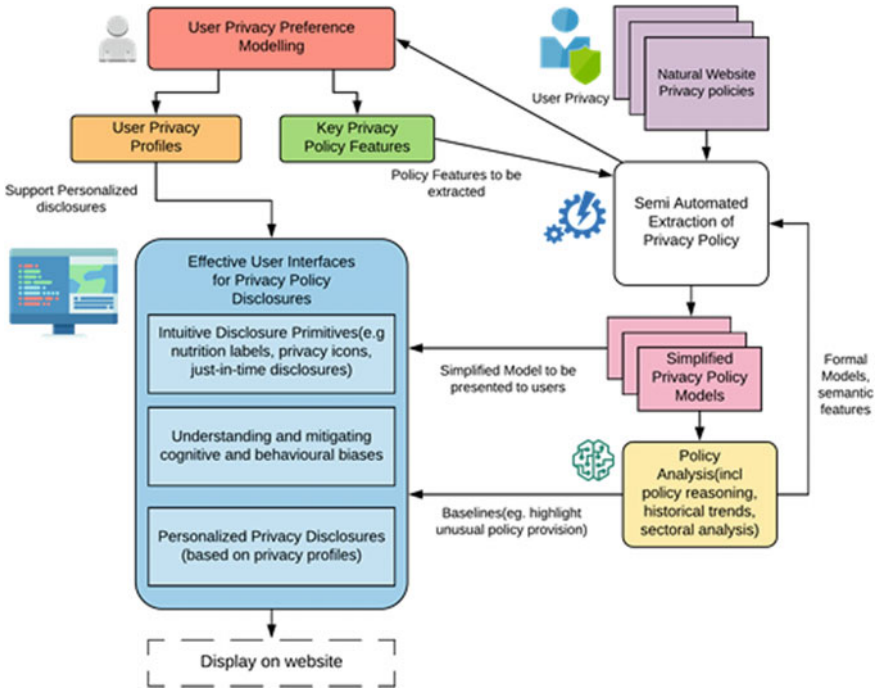 User Privacy Preference
Modelling
User Privacy
Natural Website
Privacy policies
User Privacy
Profiles
Key Privacy
Policy Features
Policy Features to be
extracted
Support Personalized
disclosures
Semi Automated
Extraction of
Privacy Policy
Effective User Interfaces
for Privacy Policy
Disclosures
Intuitive Disclosure Primitives(e.g
nutrition labels, privacy icons,
just-in-time disclosures)
Understanding and mitigating
cognitive and behavioural biases
Personalized Privacy Disclosures
(based on privacy profiles)
Simplified Model to be
presented to users
Simplified
Privacy Policy
Models
Formal
Models,
semantic
features
Policy
Analysis(incl
policy reasoning,
historical trends,
sectoral analysis)
Baselines(eg. highlight
unusual policy provision)
Display on website